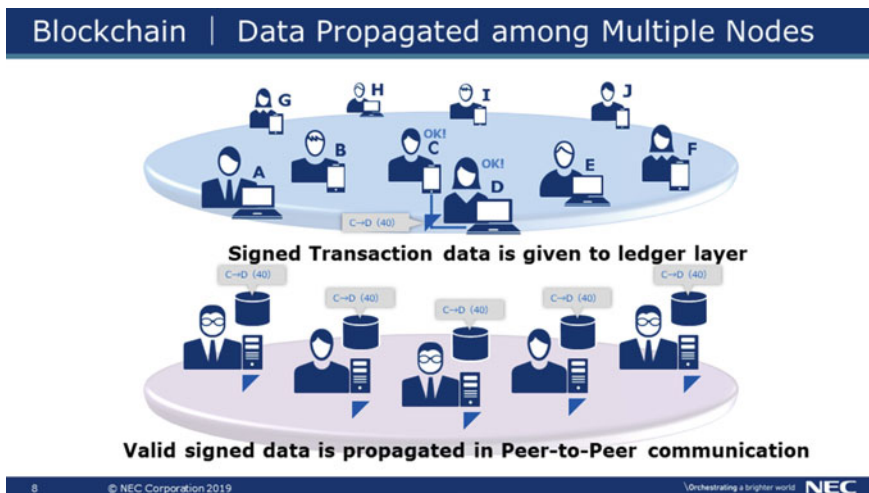 Blockchain | Data Propagated among Multiple Nodes
G
H
I
J
A
B
OK!
C
OK!
D
E
F
C→D (40)
Signed Transaction data is given to ledger layer
C→D (40)
C→D (40)
C→D (40)
C→D (40)
C→D (40)
Valid signed data is propagated in Peer-to-Peer communication
8 © NEC Corporation 2019 \Orchestrating a brighter world NEC